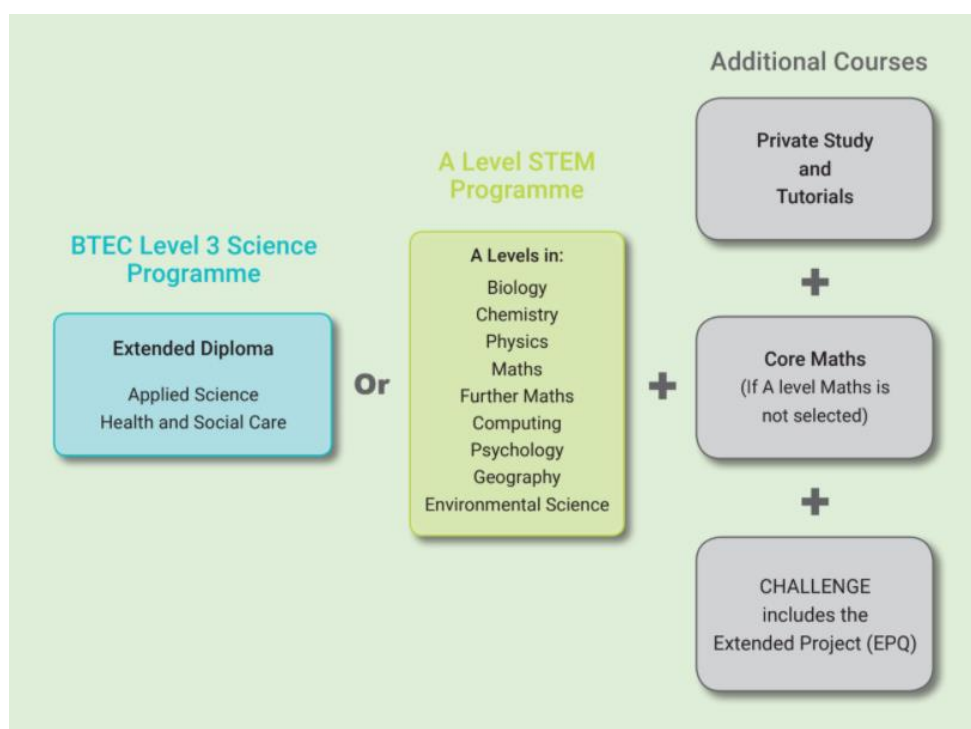 BTEC Level 3 Science
Programme
Extended Diploma
Applied Science
Health and Social Care
Or
A Level STEM
Programme
A Levels in:
Biology
Chemistry
Physics
Maths
Further Maths
Computing
Psychology
Geography
Environmental Science
+
Additional Courses
Private Study
and
Tutorials
+
Core Maths
(If A level Maths is
not selected)
+
CHALLENGE
includes the
Extended Project (EPQ)